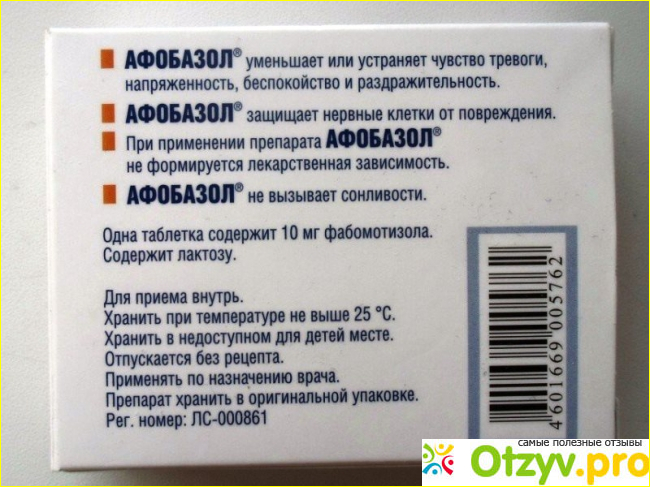 АФОБАЗОЛ® уменьшает или устраняет чувство тревоги,
напряженность, беспокойство и раздражительность.
АФОБАЗОЛ® защищает нервные клетки от повреждения.
При применении препарата АФОБАЗОЛ®
не формируется лекарственная зависимость.
АФОБАЗОЛ® не вызывает сонливости.
Одна таблетка содержит 10 мг фабомотизола.
Содержит лактозу.
Для приема внутрь.
Хранить при температуре не выше 25 °С.
Хранить в недоступном для детей месте.
Отпускается без рецепта.
Применять по назначению врача.
Препарат хранить в оригинальной упаковке.
Рег. номер: ЛС-000861
4 601669 005762
самые полезные отзывы
Otzyv.pro